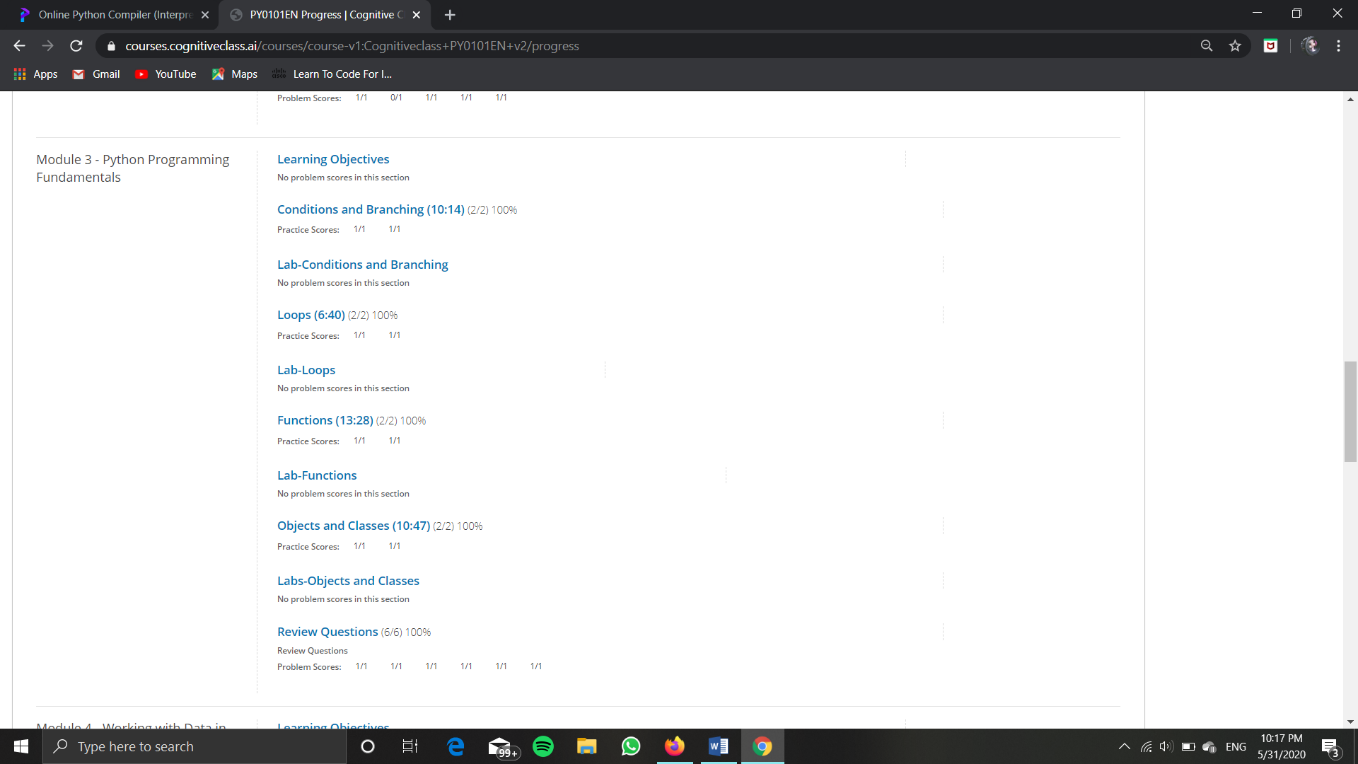 Online Python Compiler (Interpre
PY0101EN Progress | Cognitive C
courses.cognitiveclass.ai/courses/course-v1:Cognitiveclass+PY0101EN+v2/progress
Apps
Gmail
YouTube
Maps
Learn To Code For I...
Problem Scores: 1/1 0/1 1/1 1/1 1/1
Module 3 - Python Programming
Fundamentals
Learning Objectives
No problem scores in this section
Conditions and Branching (10:14) (2/2) 100%
Practice Scores: 1/1 1/1
Lab-Conditions and Branching
No problem scores in this section
Loops (6:40) (2/2) 100%
Practice Scores: 1/1 1/1
Lab-Loops
No problem scores in this section
Functions (13:28) (2/2) 100%
Practice Scores: 1/1 1/1
Lab-Functions
No problem scores in this section
Objects and Classes (10:47) (2/2) 100%
Practice Scores: 1/1 1/1
Labs-Objects and Classes
No problem scores in this section
Review Questions (6/6) 100%
Review Questions
Problem Scores: 1/1 1/1 1/1 1/1 1/1 1/1
Module 4 - Working with Data in
Learning Objectives
Type here to search
99+
ENG
10:17 PM
5/31/2020
3